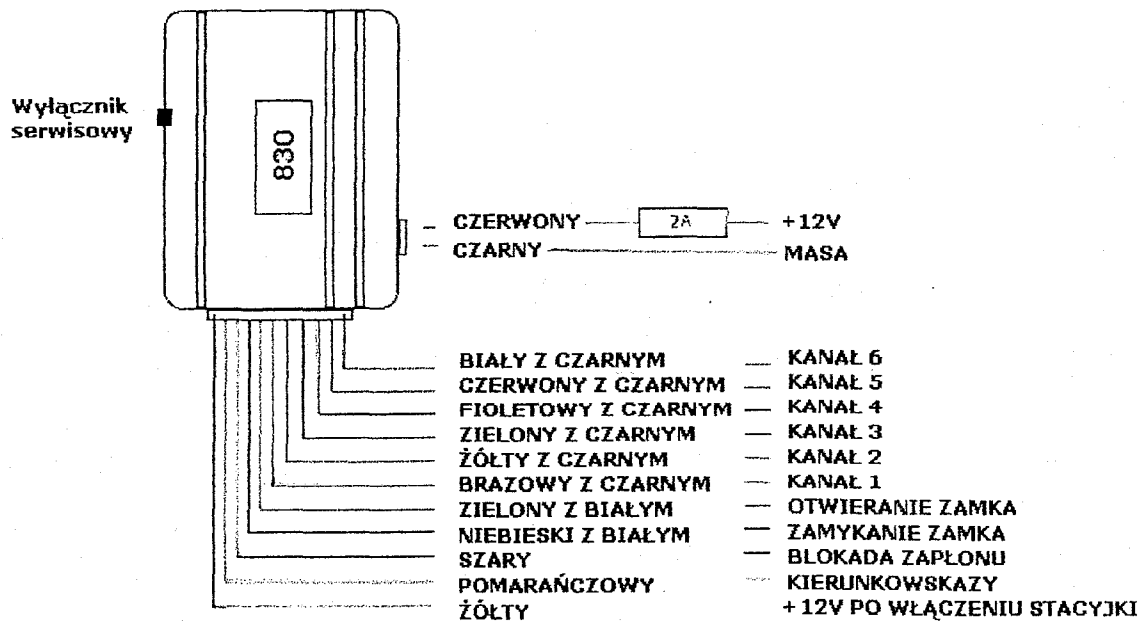 Wyłącznik
serwisowy
830
CZERWONY 2A +12V
CZARNY MASA
BIAŁY Z CZARNYM KANAŁ 6
CZERWONY Z CZARNYM KANAŁ 5
FIOLETOWY Z CZARNYM KANAŁ 4
ZIELONY Z CZARNYM KANAŁ 3
ŻÓŁTY Z CZARNYM KANAŁ 2
BRAZOWY Z CZARNYM KANAŁ 1
ZIELONY Z BIAŁYM OTWIERANIE ZAMKA
NIEBIESKI Z BIAŁYM ZAMYKANIE ZAMKA
SZARY BLOKADA ZAPŁONU
POMARAŃCZOWY KIERUNKOWSKAZY
ŻÓŁTY +12V PO WŁĄCZENIU STACYJKI